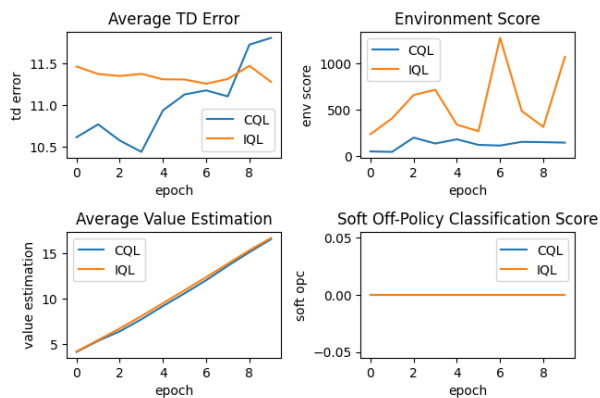 Average TD Error
td error
11.5
11.0
10.5
CQL
IQL
0 2 4 6 8
epoch
Environment Score
env score
1000
500
0
CQL
IQL
0 2 4 6 8
epoch
Average Value Estimation
value estimation
15
10
5
CQL
IQL
0 2 4 6 8
epoch
Soft Off-Policy Classification Score
soft opc
0.05
0.00
−0.05
CQL
IQL
0 2 4 6 8
epoch